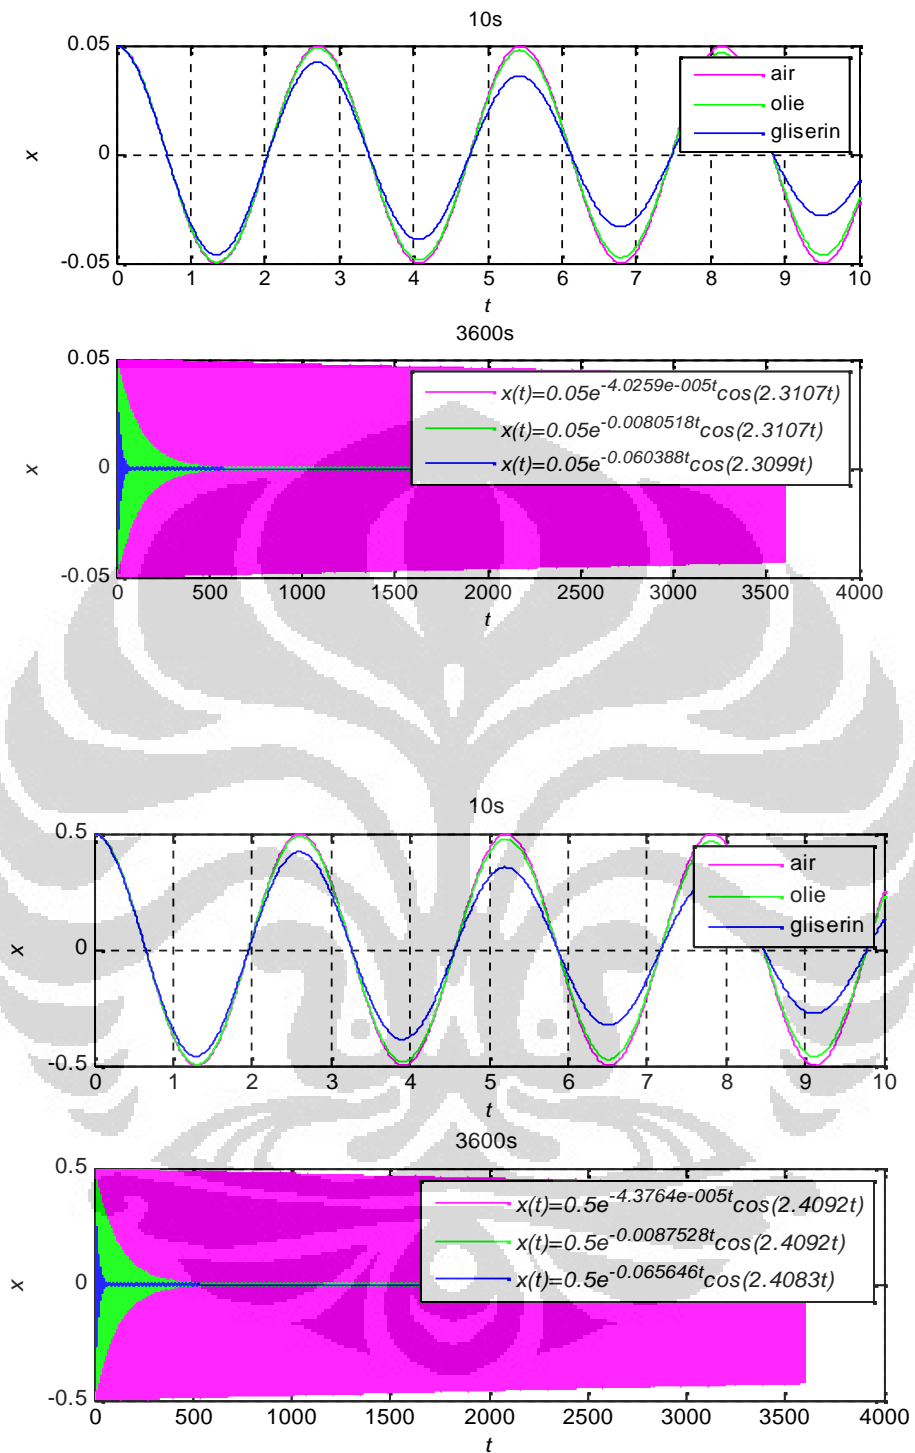 10s
0.05
0
-0.05
x
0 1 2 3 4 5 6 7 8 9 10
t
air
olie
gliserin
3600s
0.05
0
-0.05
x
0 500 1000 1500 2000 2500 3000 3500 4000
t
x(t)=0.05e^-4.0259e-005t cos(2.3107t)
x(t)=0.05e^-0.0080518t cos(2.3107t)
x(t)=0.05e^-0.060388t cos(2.3099t)
10s
0.5
0
-0.5
x
0 1 2 3 4 5 6 7 8 9 10
t
air
olie
gliserin
3600s
0.5
0
-0.5
x
0 500 1000 1500 2000 2500 3000 3500 4000
t
x(t)=0.5e^-4.3764e-005t cos(2.4092t)
x(t)=0.5e^-0.0087528t cos(2.4092t)
x(t)=0.5e^-0.065646t cos(2.4083t)